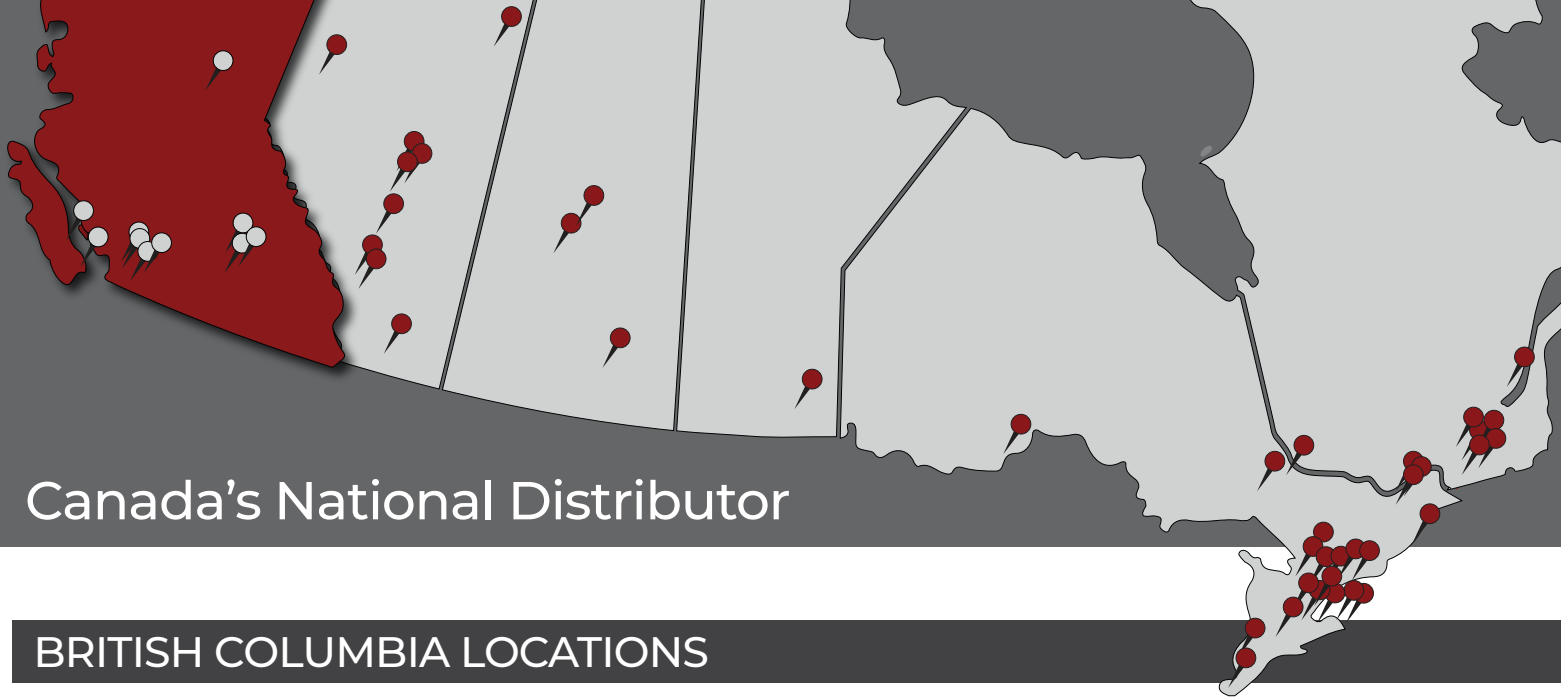 Canada’s National Distributor
BRITISH COLUMBIA LOCATIONS